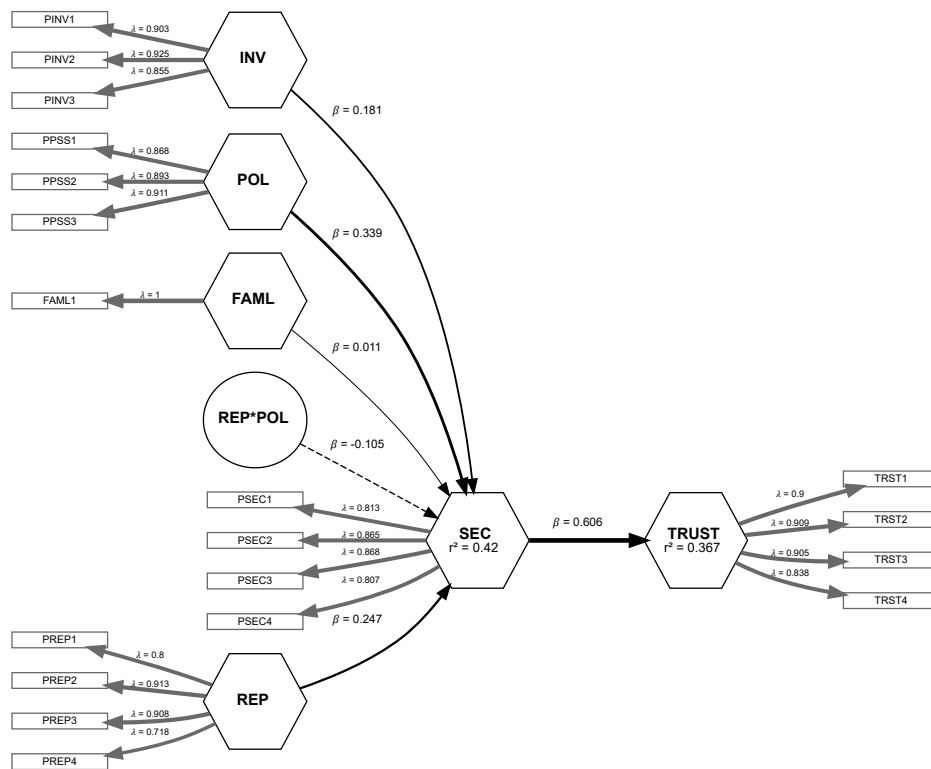 PINV1
λ = 0.903
PINV2
λ = 0.925
INV
λ = 0.855
PINV3
β = 0.181
PPSS1
λ = 0.868
PPSS2
λ = 0.893
POL
λ = 0.911
PPSS3
β = 0.339
FAML1
λ = 1
FAML
β = 0.011
REP*POL
β = -0.105
PSEC1
λ = 0.813
PSEC2
λ = 0.865
PSEC3
λ = 0.868
PSEC4
λ = 0.807
SEC
r² = 0.42
β = 0.606
TRUST
r² = 0.367
λ = 0.9
TRST1
λ = 0.909
TRST2
λ = 0.905
TRST3
λ = 0.838
TRST4
β = 0.247
PREP1
λ = 0.8
PREP2
λ = 0.913
REP
PREP3
λ = 0.908
λ = 0.718
PREP4